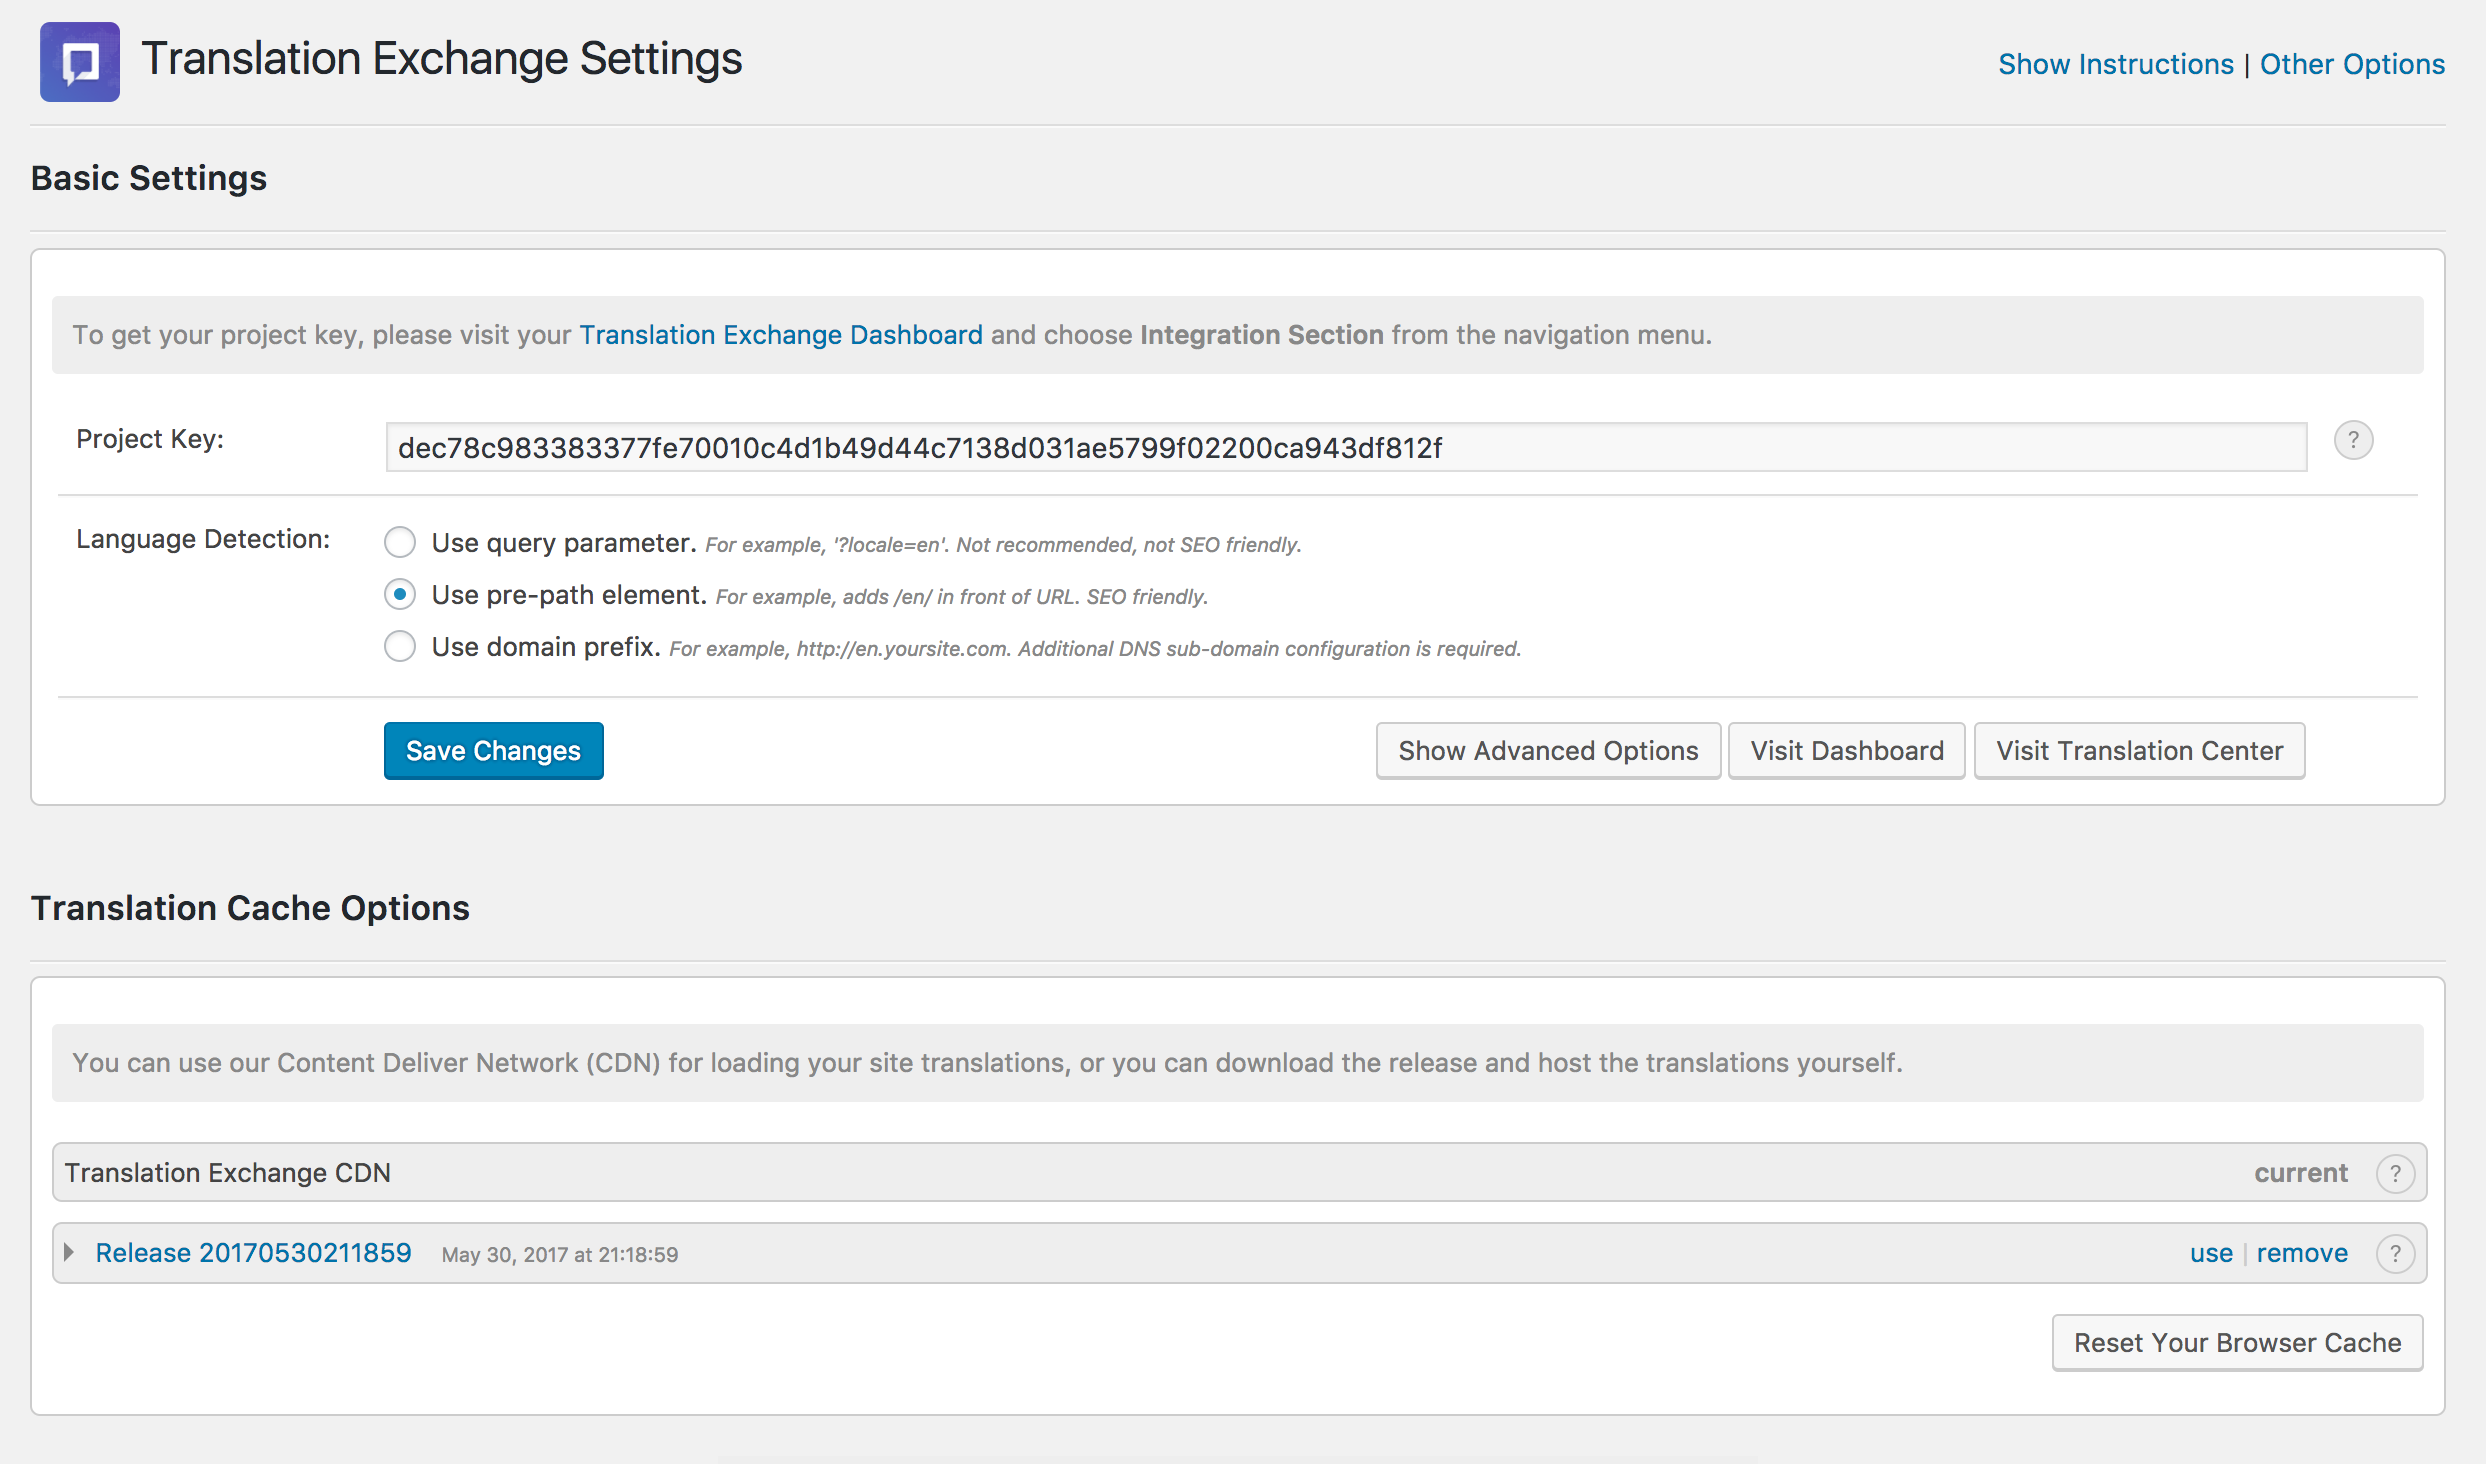 Translation Exchange Settings
Show Instructions | Other Options
Basic Settings
To get your project key, please visit your Translation Exchange Dashboard and choose Integration Section from the navigation menu.
Project Key: dec78c983383377fe70010c4d1b49d44c7138d031ae5799f02200ca943df812f ?
Language Detection: Use query parameter. For example, '?locale=en'. Not recommended, not SEO friendly.
Use pre-path element. For example, adds /en/ in front of URL. SEO friendly.
Use domain prefix. For example, http://en.yoursite.com. Additional DNS sub-domain configuration is required.
Save Changes Show Advanced Options Visit Dashboard Visit Translation Center
Translation Cache Options
You can use our Content Deliver Network (CDN) for loading your site translations, or you can download the release and host the translations yourself.
Translation Exchange CDN current ?
Release 20170530211859 May 30, 2017 at 21:18:59 use | remove ?
Reset Your Browser Cache